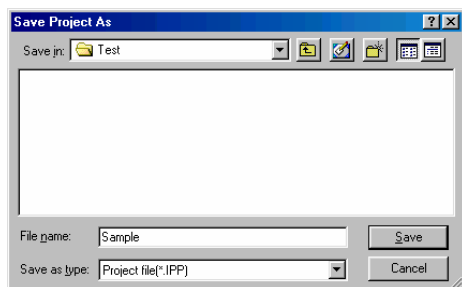 Save Project As
Save in: Test
File name: Sample Save
Save as type: Project file(*.IPP) Cancel